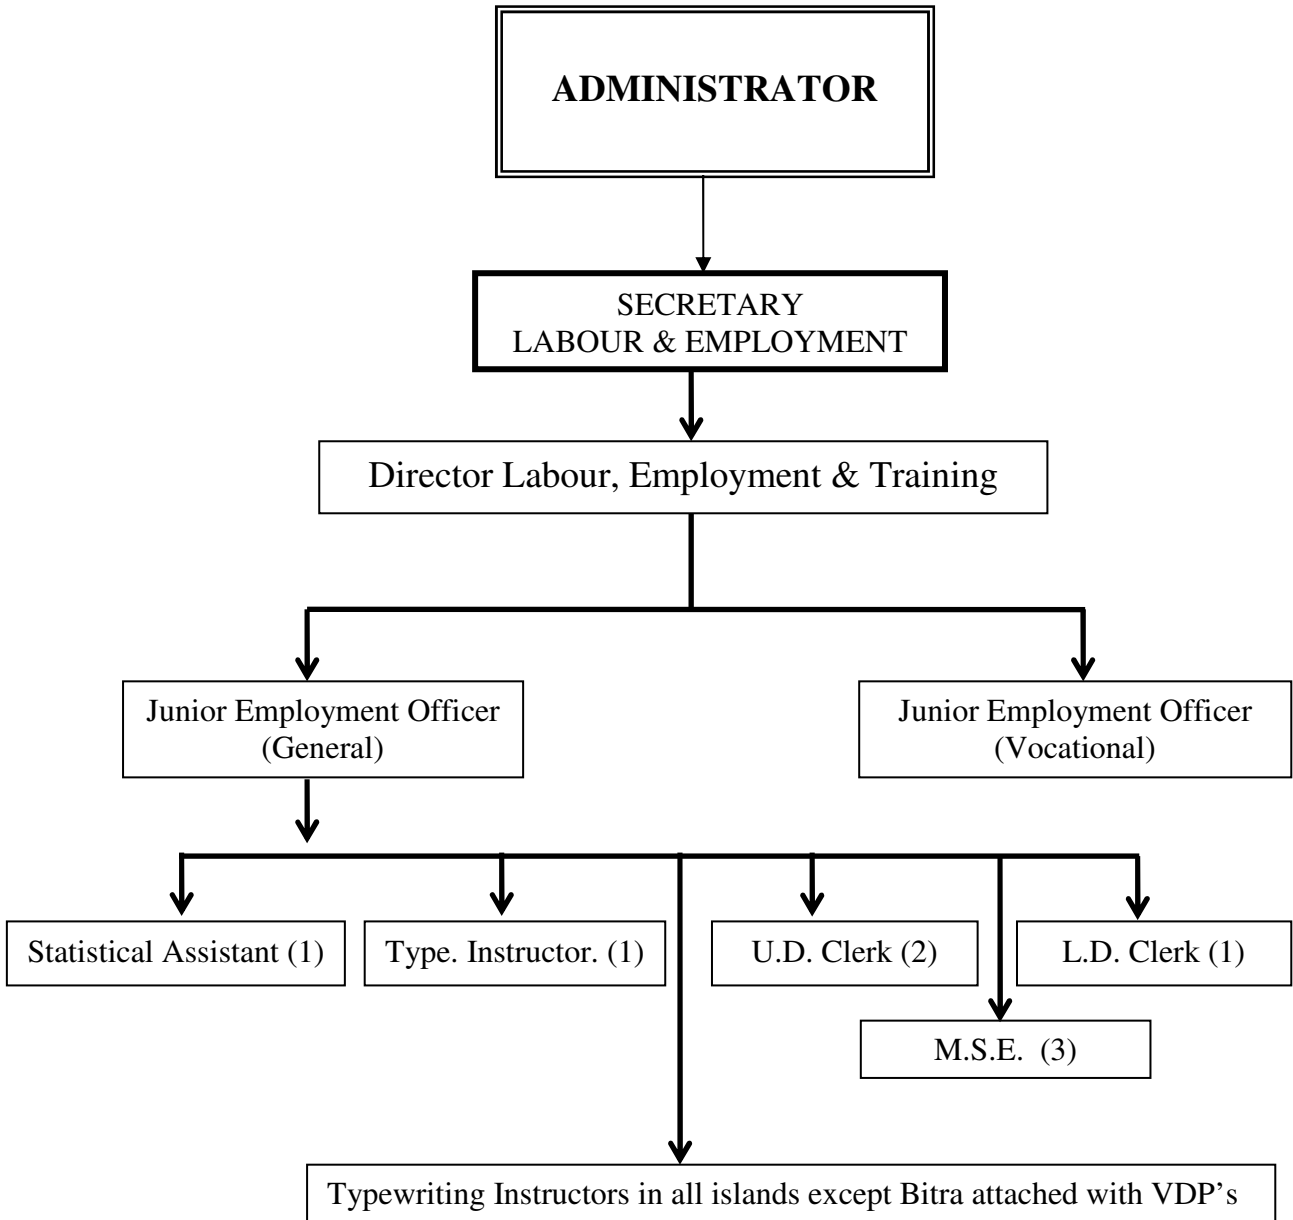 ADMINISTRATOR
SECRETARY
LABOUR & EMPLOYMENT
Director Labour, Employment & Training
Junior Employment Officer
(General)
Junior Employment Officer
(Vocational)
Statistical Assistant (1)
Type. Instructor. (1)
U.D. Clerk (2)
L.D. Clerk (1)
M.S.E. (3)
Typewriting Instructors in all islands except Bitra attached with VDP’s